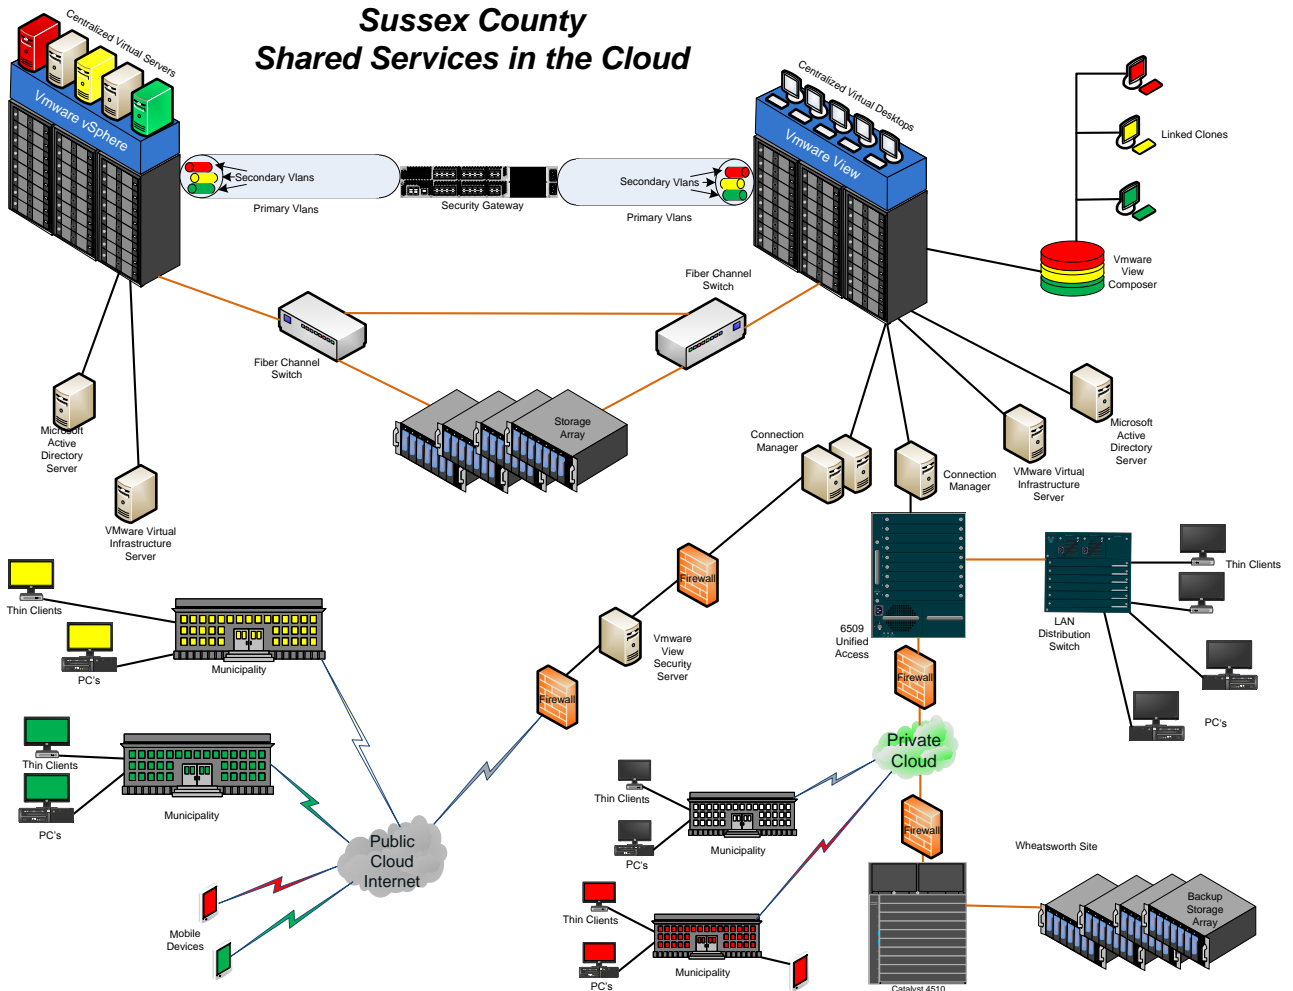 Sussex County
Shared Services in the Cloud
Centralized Virtual Servers
Vmware vSphere
Secondary Vlans
Primary Vlans
Security Gateway
Secondary Vlans
Primary Vlans
Centralized Virtual Desktops
Vmware View
Linked Clones
Vmware
View
Composer
Fiber Channel
Switch
Fiber Channel
Switch
Storage
Array
Microsoft
Active
Directory
Server
VMware Virtual
Infrastructure
Server
Connection
Manager
Connection
Manager
VMware Virtual
Infrastructure
Server
Microsoft
Active
Directory
Server
Firewall
Vmware
View
Security
Server
Firewall
6509
Unified
Access
LAN
Distribution
Switch
Thin Clients
PC's
Firewall
Private
Cloud
Firewall
Thin Clients
PC's
Municipality
Thin Clients
PC's
Municipality
Public
Cloud
Internet
Mobile
Devices
Thin Clients
PC's
Municipality
Thin Clients
PC's
Municipality
Wheatsworth Site
Backup
Storage
Array
Catalyst 4510